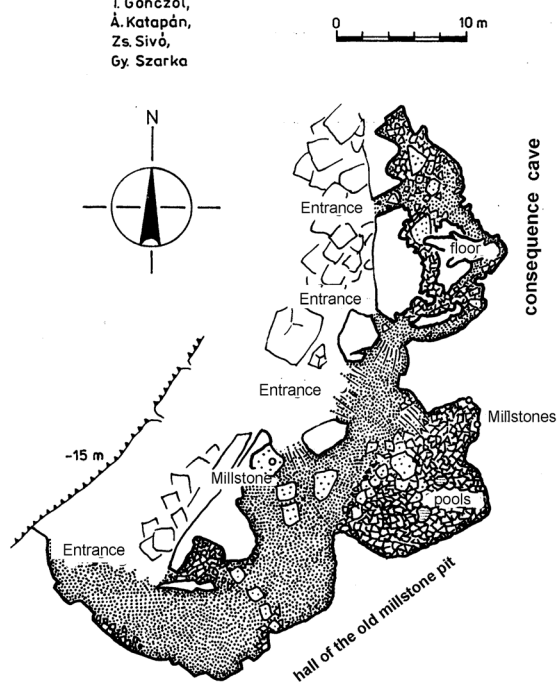 T. Gönczöl,
Á. Katapán,
Zs. Sivó,
Gy. Szarka
0 10 m
N
Entrance
consequence cave
floor
Entrance
Entrance
Millstones
-15 m
Millstone
pools
Entrance
hall of the old millstone pit